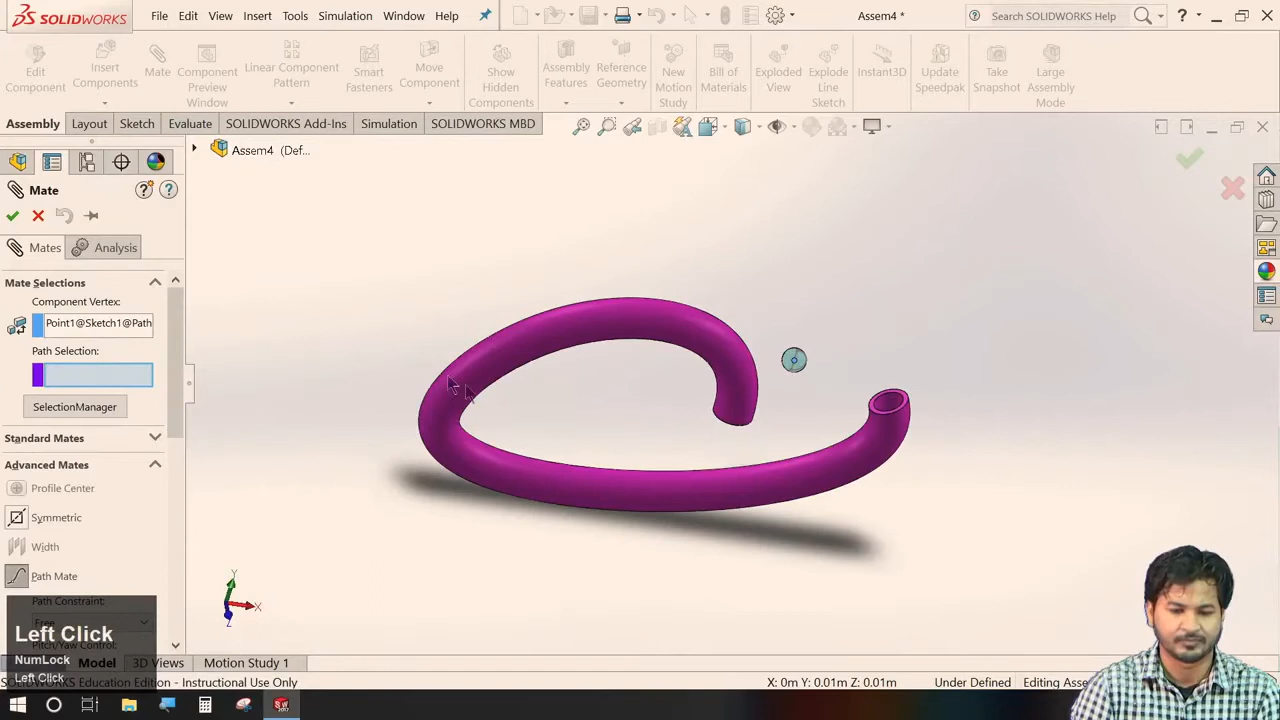 SOLIDWORKS File Edit View Insert Tools Simulation Window Help Assem4 * Search SOLIDWORKS Help
Edit Component
Insert Components
Mate
Component Preview Window
Linear Component Pattern
Smart Fasteners
Move Component
Show Hidden Components
Assembly Features
Reference Geometry
New Motion Study
Bill of Materials
Exploded View
Explode Line Sketch
Instant3D
Update Speedpak
Take Snapshot
Large Assembly Mode
Assembly Layout Sketch Evaluate SOLIDWORKS Add-Ins Simulation SOLIDWORKS MBD
Assem4 (Def...
Mate
Mates Analysis
Mate Selections
Component Vertex:
Point1@Sketch1@Path
Path Selection:
SelectionManager
Standard Mates
Advanced Mates
Profile Center
Symmetric
Width
Path Mate
Path Constraint:
Free
Pitch/Yaw Control:
Left Click
NumLock
Left Click
Y
X
Z
Model 3D Views Motion Study 1
SOLIDWORKS Education Edition - Instructional Use Only X: 0m Y: 0.01m Z: 0.01m Under Defined Editing Asse